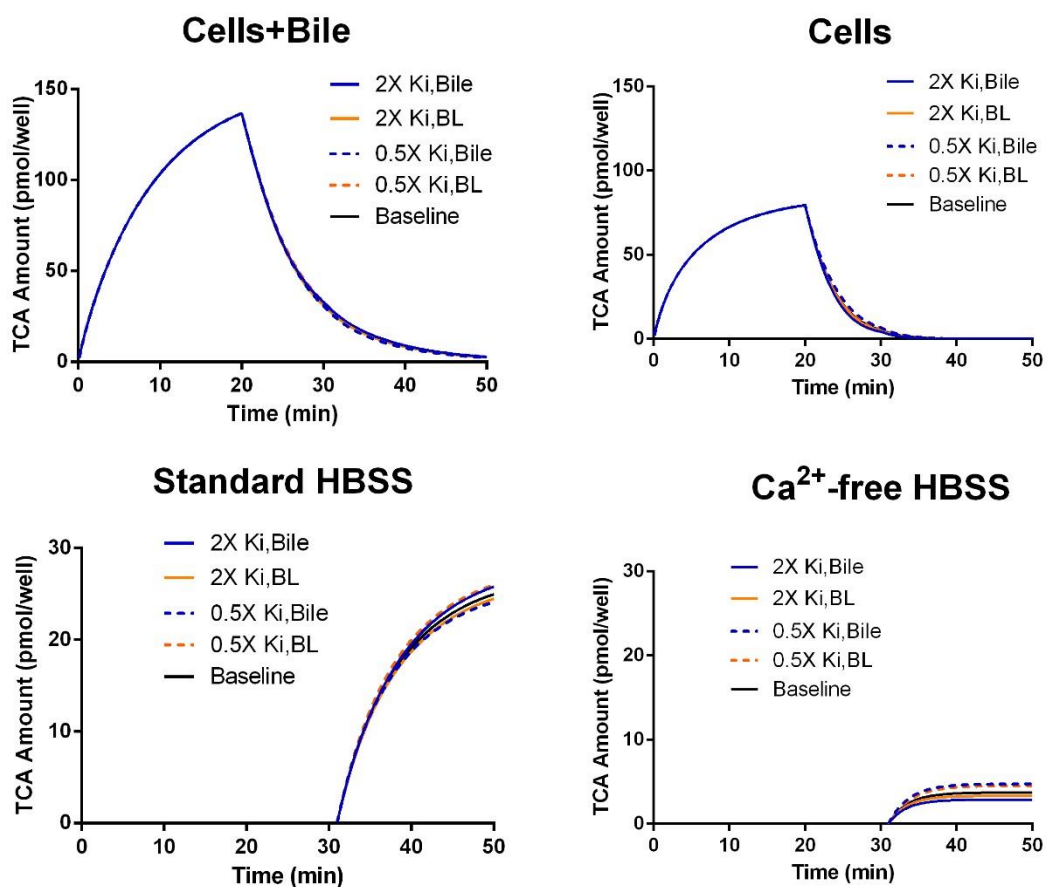 Cells+Bile
TCA Amount (pmol/well)
150
100
50
0
2X Ki,Bile
2X Ki,BL
0.5X Ki,Bile
0.5X Ki,BL
Baseline
0 10 20 30 40 50
Time (min)
Cells
TCA Amount (pmol/well)
150
100
50
0
2X Ki,Bile
2X Ki,BL
0.5X Ki,Bile
0.5X Ki,BL
Baseline
0 10 20 30 40 50
Time (min)
Standard HBSS
TCA Amount (pmol/well)
30
20
10
0
2X Ki,Bile
2X Ki,BL
0.5X Ki,Bile
0.5X Ki,BL
Baseline
0 10 20 30 40 50
Time (min)
Ca²⁺-free HBSS
TCA Amount (pmol/well)
30
25
20
15
10
5
0
2X Ki,Bile
2X Ki,BL
0.5X Ki,Bile
0.5X Ki,BL
Baseline
0 10 20 30 40 50
Time (min)